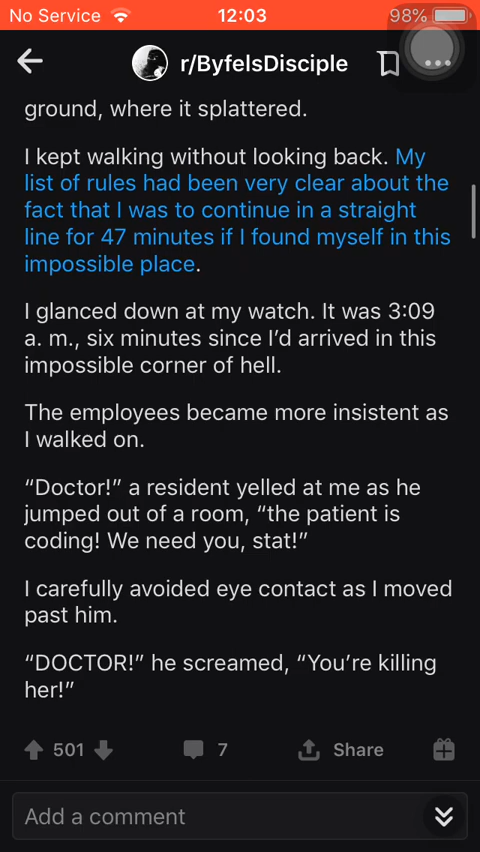 No Service 12:03 98%
r/ByfelsDisciple
ground, where it splattered.
I kept walking without looking back. My
list of rules had been very clear about the
fact that I was to continue in a straight
line for 47 minutes if I found myself in this
impossible place.
I glanced down at my watch. It was 3:09
a. m., six minutes since I’d arrived in this
impossible corner of hell.
The employees became more insistent as
I walked on.
“Doctor!” a resident yelled at me as he
jumped out of a room, “the patient is
coding! We need you, stat!”
I carefully avoided eye contact as I moved
past him.
“DOCTOR!” he screamed, “You’re killing
her!”
501 7 Share
Add a comment